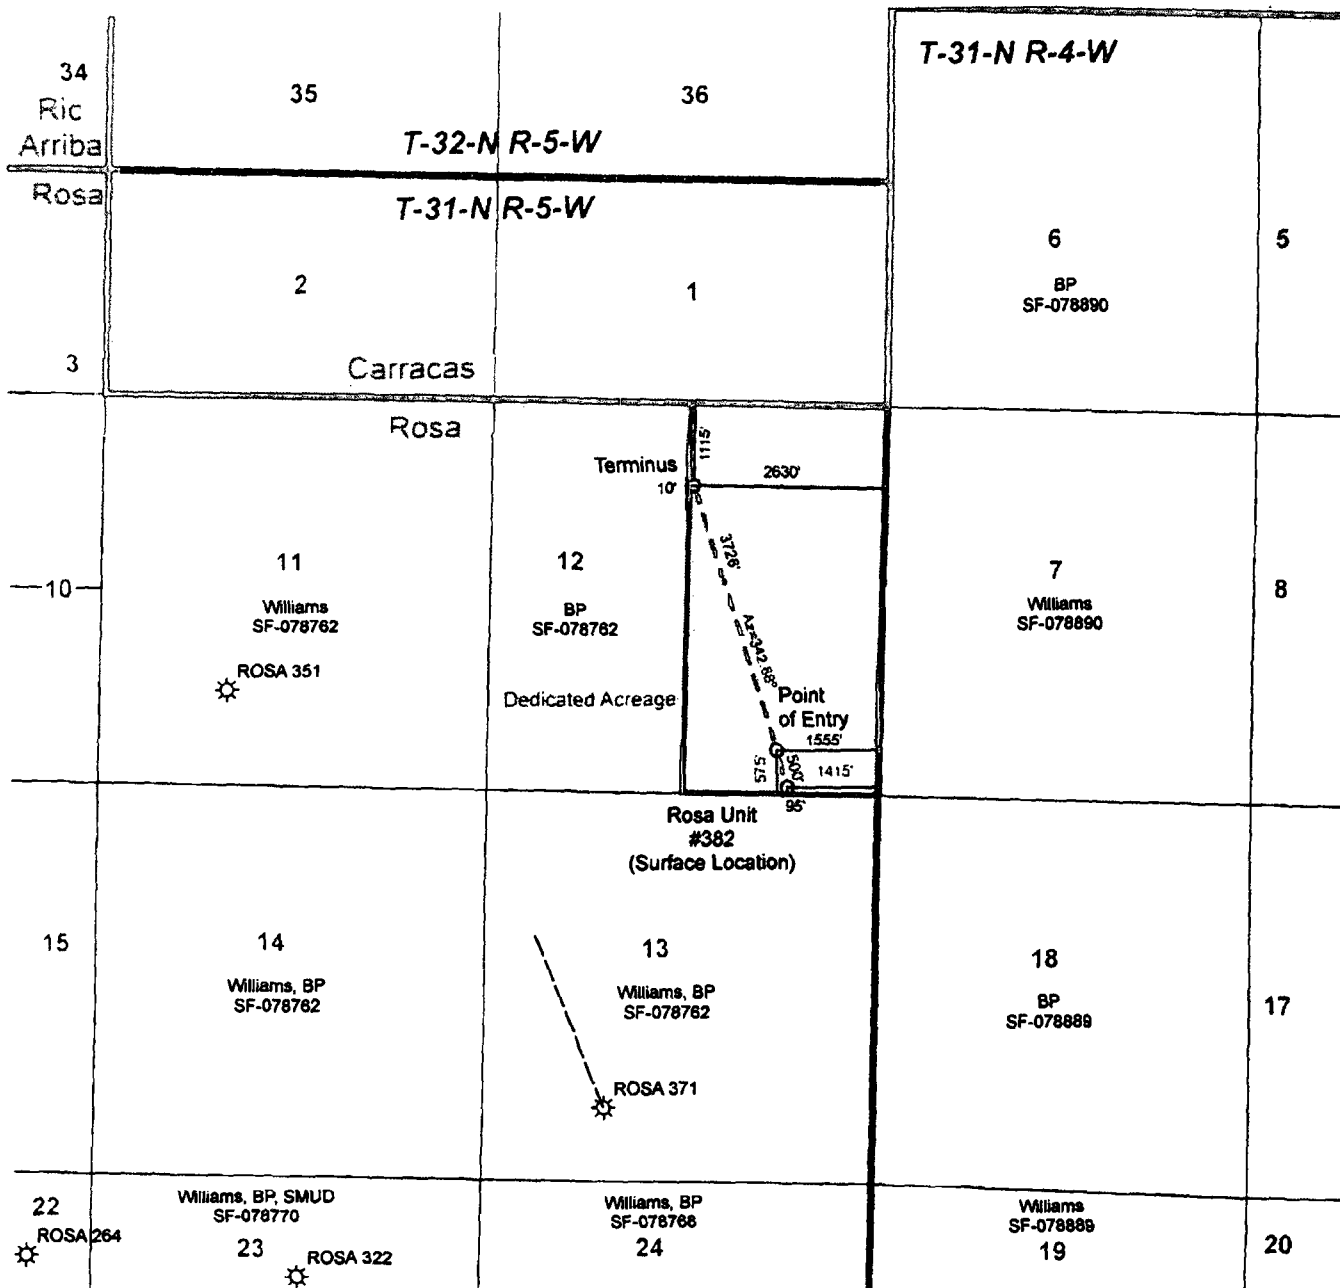 T-31-N R-4-W
34
Ric
Arriba
35
36
T-32-N R-5-W
Rosa
T-31-N R-5-W
6
5
BP
SF-078890
2
1
3
Carracas
Rosa
1115'
Terminus
10'
2630'
3726'
11
12
7
10
8
Williams
SF-078762
BP
SF-078762
Williams
SF-078890
Az=342.68°
ROSA 351
Dedicated Acreage
Point
of Entry
1555'
575'
500'
1415'
95'
Rosa Unit
#382
(Surface Location)
15
14
13
18
17
Williams, BP
SF-078762
Williams, BP
SF-078762
BP
SF-078889
ROSA 371
22
Williams, BP, SMUD
SF-078770
Williams, BP
SF-078766
Williams
SF-078889
ROSA 264
23
ROSA 322
24
19
20